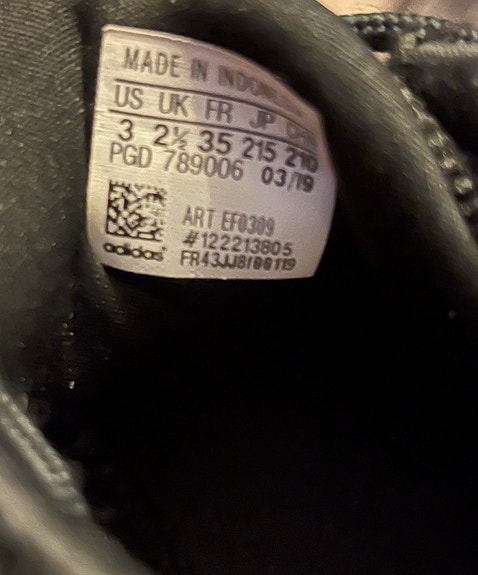 MADE IN INDONESIA
US UK FR JP CHN
3 2½ 35 215 210
PGD 789006 03/19
ART EF0309
#122213805
adidas